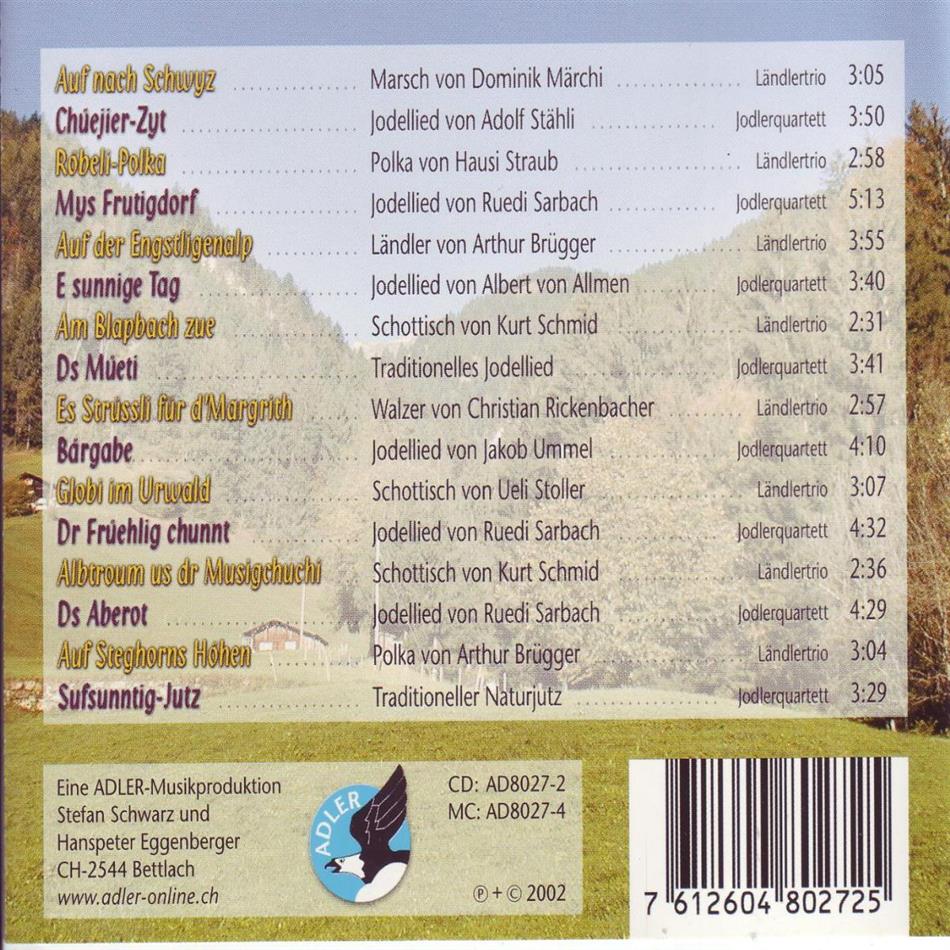 Auf nach Schwyz ..................... Marsch von Dominik Märchi ..................... Ländlertrio 3:05
Chüejier-Zyt ..................... Jodellied von Adolf Stähli ..................... Jodlerquartett 3:50
Röbeli-Polka ..................... Polka von Hausi Straub ..................... Ländlertrio 2:58
Mys Frutigdorf ..................... Jodellied von Ruedi Sarbach ..................... Jodlerquartett 5:13
Auf der Engstligenalp ..................... Ländler von Arthur Brügger ..................... Ländlertrio 3:55
E sunnige Tag ..................... Jodellied von Albert von Allmen ..................... Jodlerquartett 3:40
Am Blapbach zue ..................... Schottisch von Kurt Schmid ..................... Ländlertrio 2:31
Ds Müeti ..................... Traditionelles Jodellied ..................... Jodlerquartett 3:41
Es Strüssli für d'Margrith ..................... Walzer von Christian Rickenbacher ..................... Ländlertrio 2:57
Bärgabe ..................... Jodellied von Jakob Ummel ..................... Jodlerquartett 4:10
Globi im Urwald ..................... Schottisch von Ueli Stoller ..................... Ländlertrio 3:07
Dr Früehlig chunnt ..................... Jodellied von Ruedi Sarbach ..................... Jodlerquartett 4:32
Albtroum us dr Musigchuchi ..................... Schottisch von Kurt Schmid ..................... Ländlertrio 2:36
Ds Aberot ..................... Jodellied von Ruedi Sarbach ..................... Jodlerquartett 4:29
Auf Steghorns Höhen ..................... Polka von Arthur Brügger ..................... Ländlertrio 3:04
Sufsunntig-Jutz ..................... Traditioneller Naturjutz ..................... Jodlerquartett 3:29
Eine ADLER-Musikproduktion
Stefan Schwarz und
Hanspeter Eggenberger
CH-2544 Bettlach
www.adler-online.ch
ADLER
CD: AD8027-2
MC: AD8027-4
℗ + © 2002
7 612604 802725